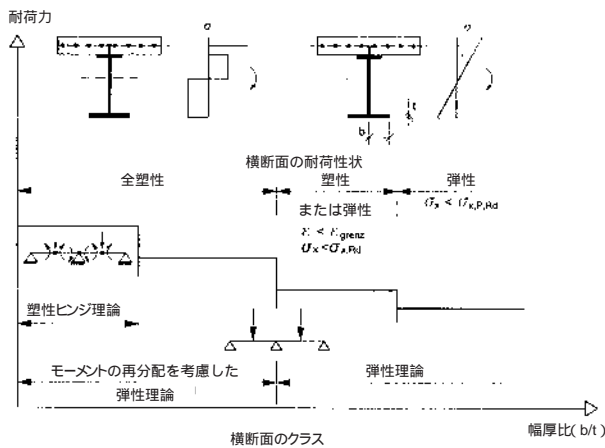 耐荷力
σ
t
b
横断面の耐荷性状
全塑性
塑性
弾性
または弾性
横断面のクラス
塑性ヒンジ理論
モーメントの再分配を考慮した
弾性理論
弾性理論
幅厚比( b/t )